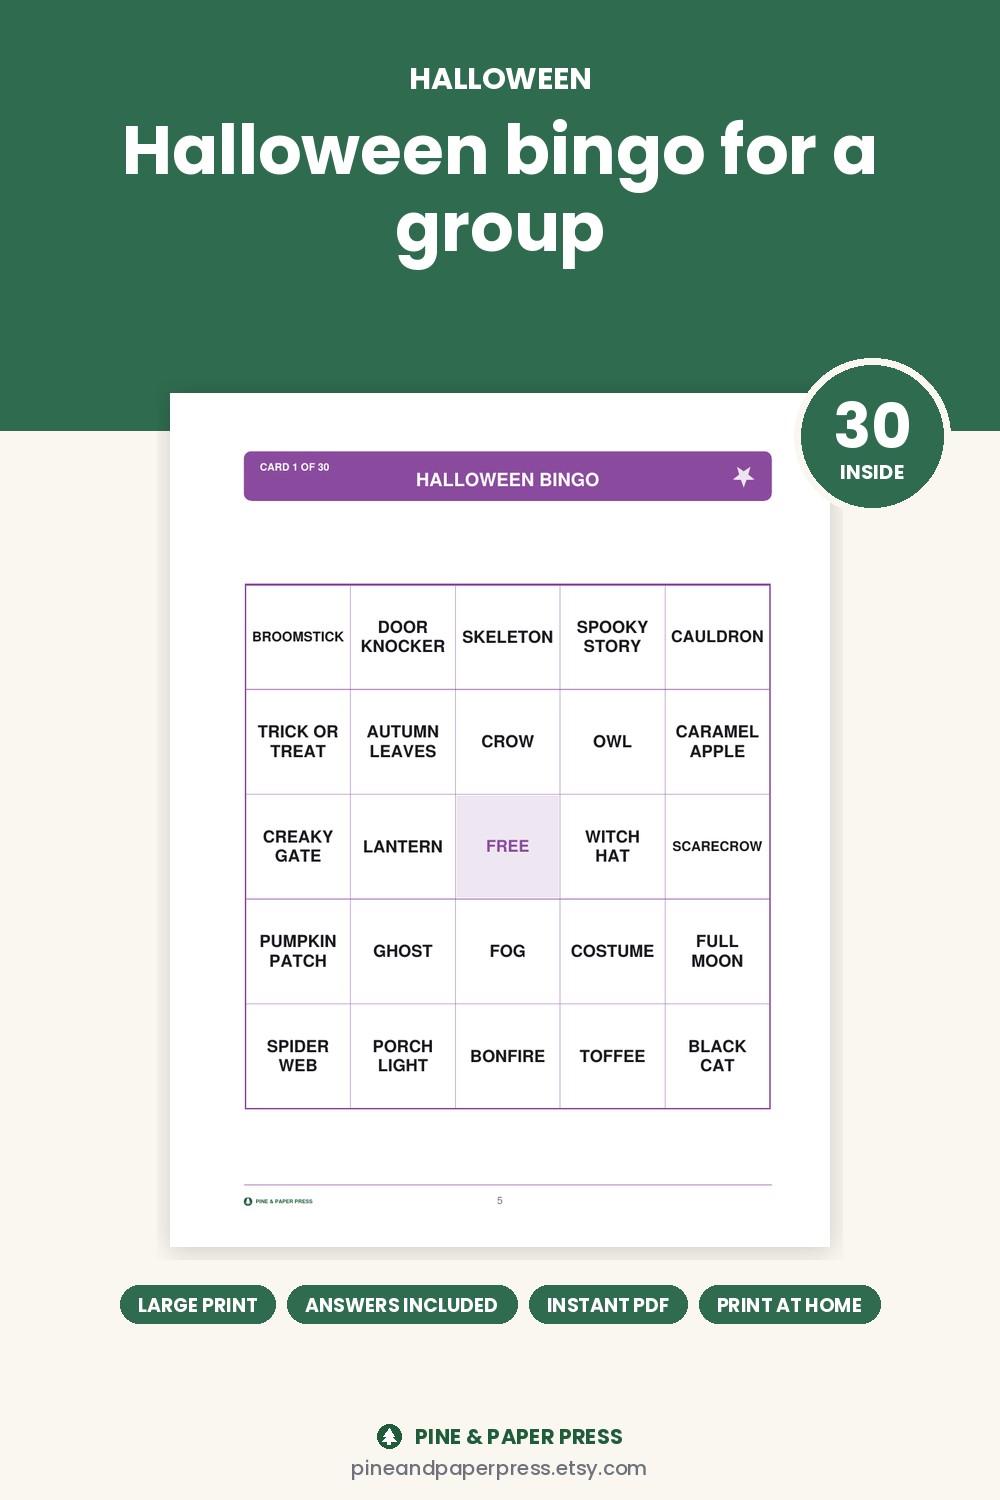 HALLOWEEN
Halloween bingo for a
group
30
INSIDE
CARD 1 OF 30
HALLOWEEN BINGO
BROOMSTICK
DOOR
KNOCKER
SKELETON
SPOOKY
STORY
CAULDRON
TRICK OR
TREAT
AUTUMN
LEAVES
CROW
OWL
CARAMEL
APPLE
CREAKY
GATE
LANTERN
FREE
WITCH
HAT
SCARECROW
PUMPKIN
PATCH
GHOST
FOG
COSTUME
FULL
MOON
SPIDER
WEB
PORCH
LIGHT
BONFIRE
TOFFEE
BLACK
CAT
PINE & PAPER PRESS
5
LARGE PRINT
ANSWERS INCLUDED
INSTANT PDF
PRINT AT HOME
PINE & PAPER PRESS
pineandpaperpress.etsy.com